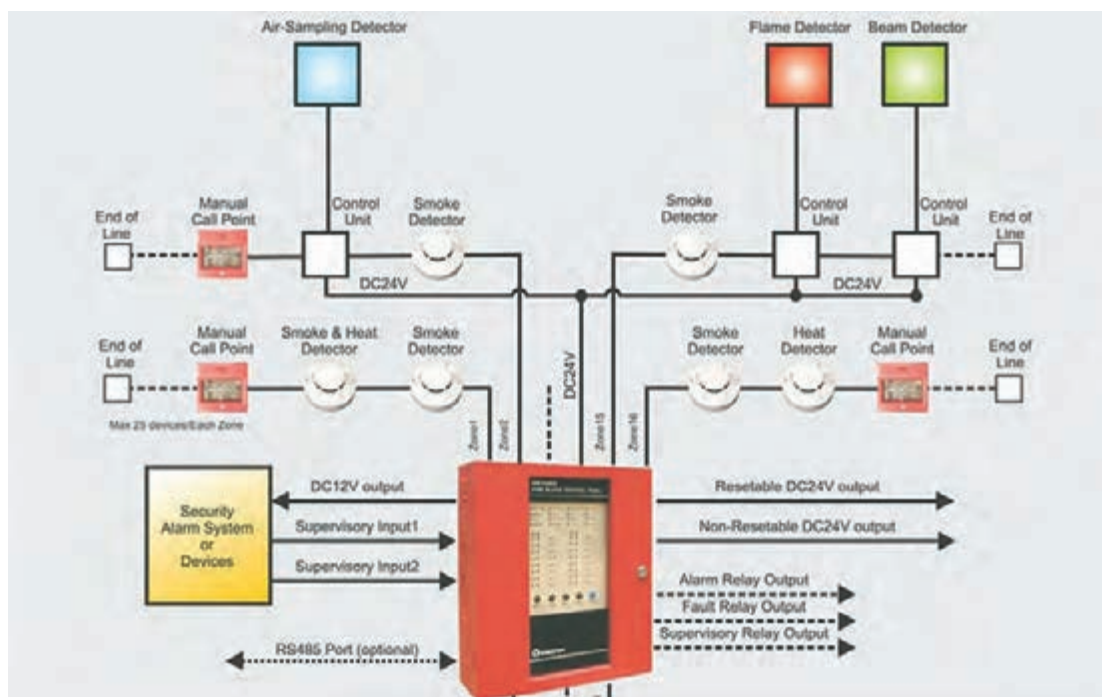 Air-Sampling Detector
Flame Detector
Beam Detector
End of
Line
Manual
Call Point
Control
Unit
Smoke
Detector
Smoke
Detector
Control
Unit
Control
Unit
End of
Line
DC24V
DC24V
End of
Line
Manual
Call Point
Smoke & Heat
Detector
Smoke
Detector
DC24V
Smoke
Detector
Heat
Detector
Manual
Call Point
End of
Line
Max 25 devices/Each Zone
Zone1
Zone2
Zone15
Zone16
Security
Alarm System
or
Devices
DC12V output
Supervisory Input1
Supervisory Input2
RS485 Port (optional)
Resetable DC24V output
Non-Resetable DC24V output
Alarm Relay Output
Fault Relay Output
Supervisory Relay Output